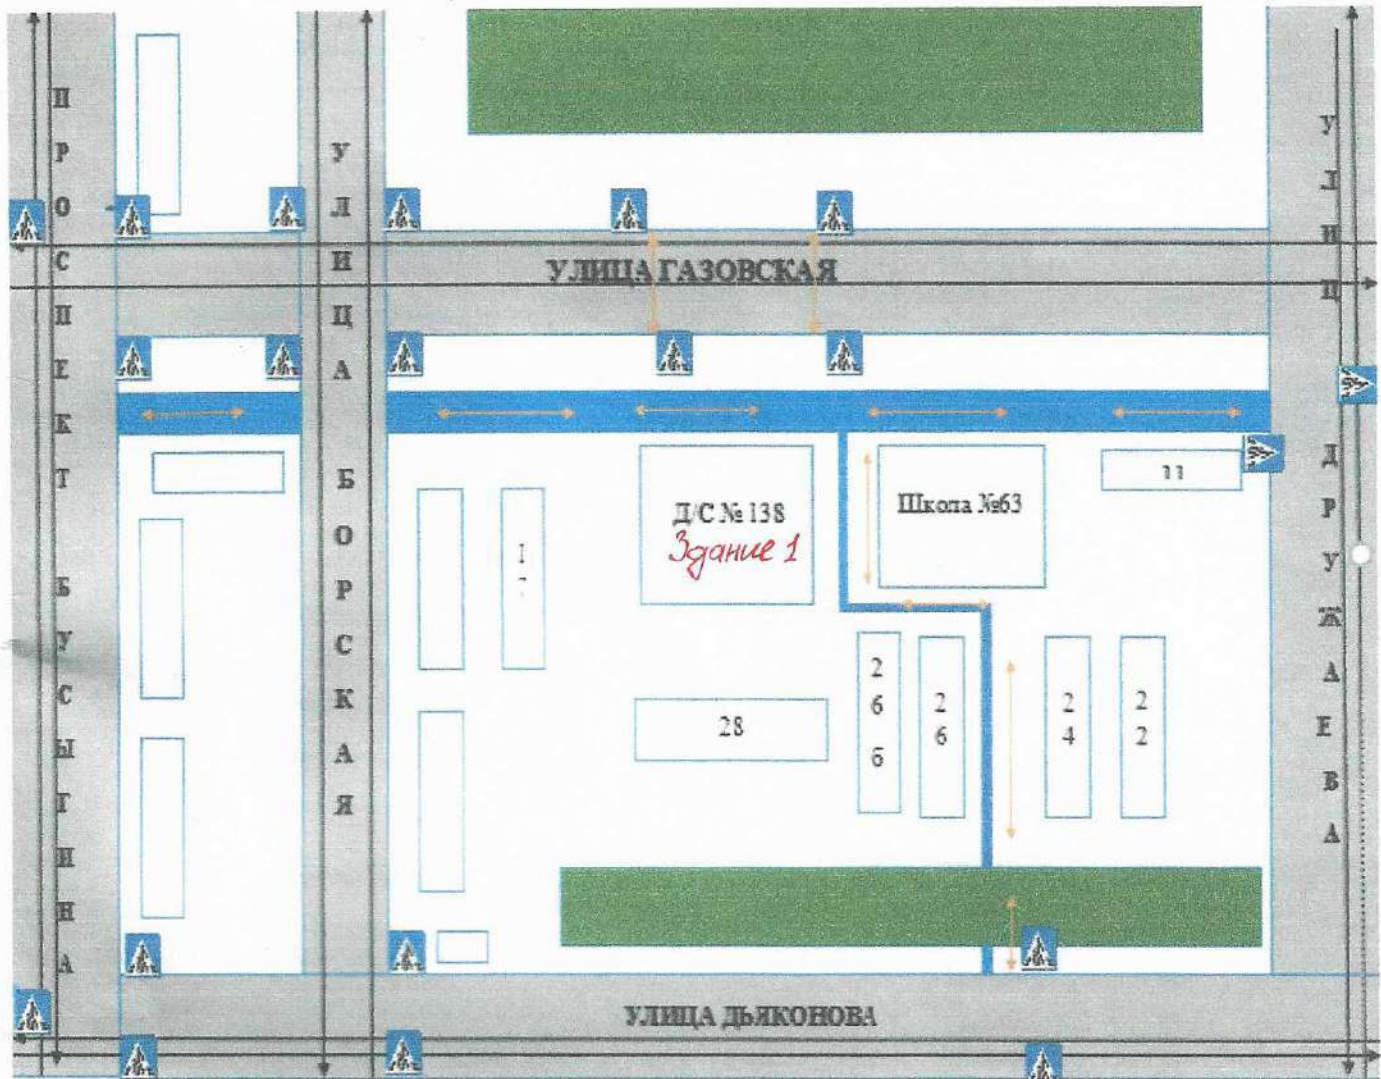 ПРОСПЕКТ БУСЫГИНА
УЛИЦА БОРСКАЯ
УЛИЦА ГАЗОВСКАЯ
УЛИЦ ДРУЖАЕВА
Д/С № 138
Здание 1
Школа №63
11
28
26б
26
24
22
УЛИЦА ДЬЯКОНОВА